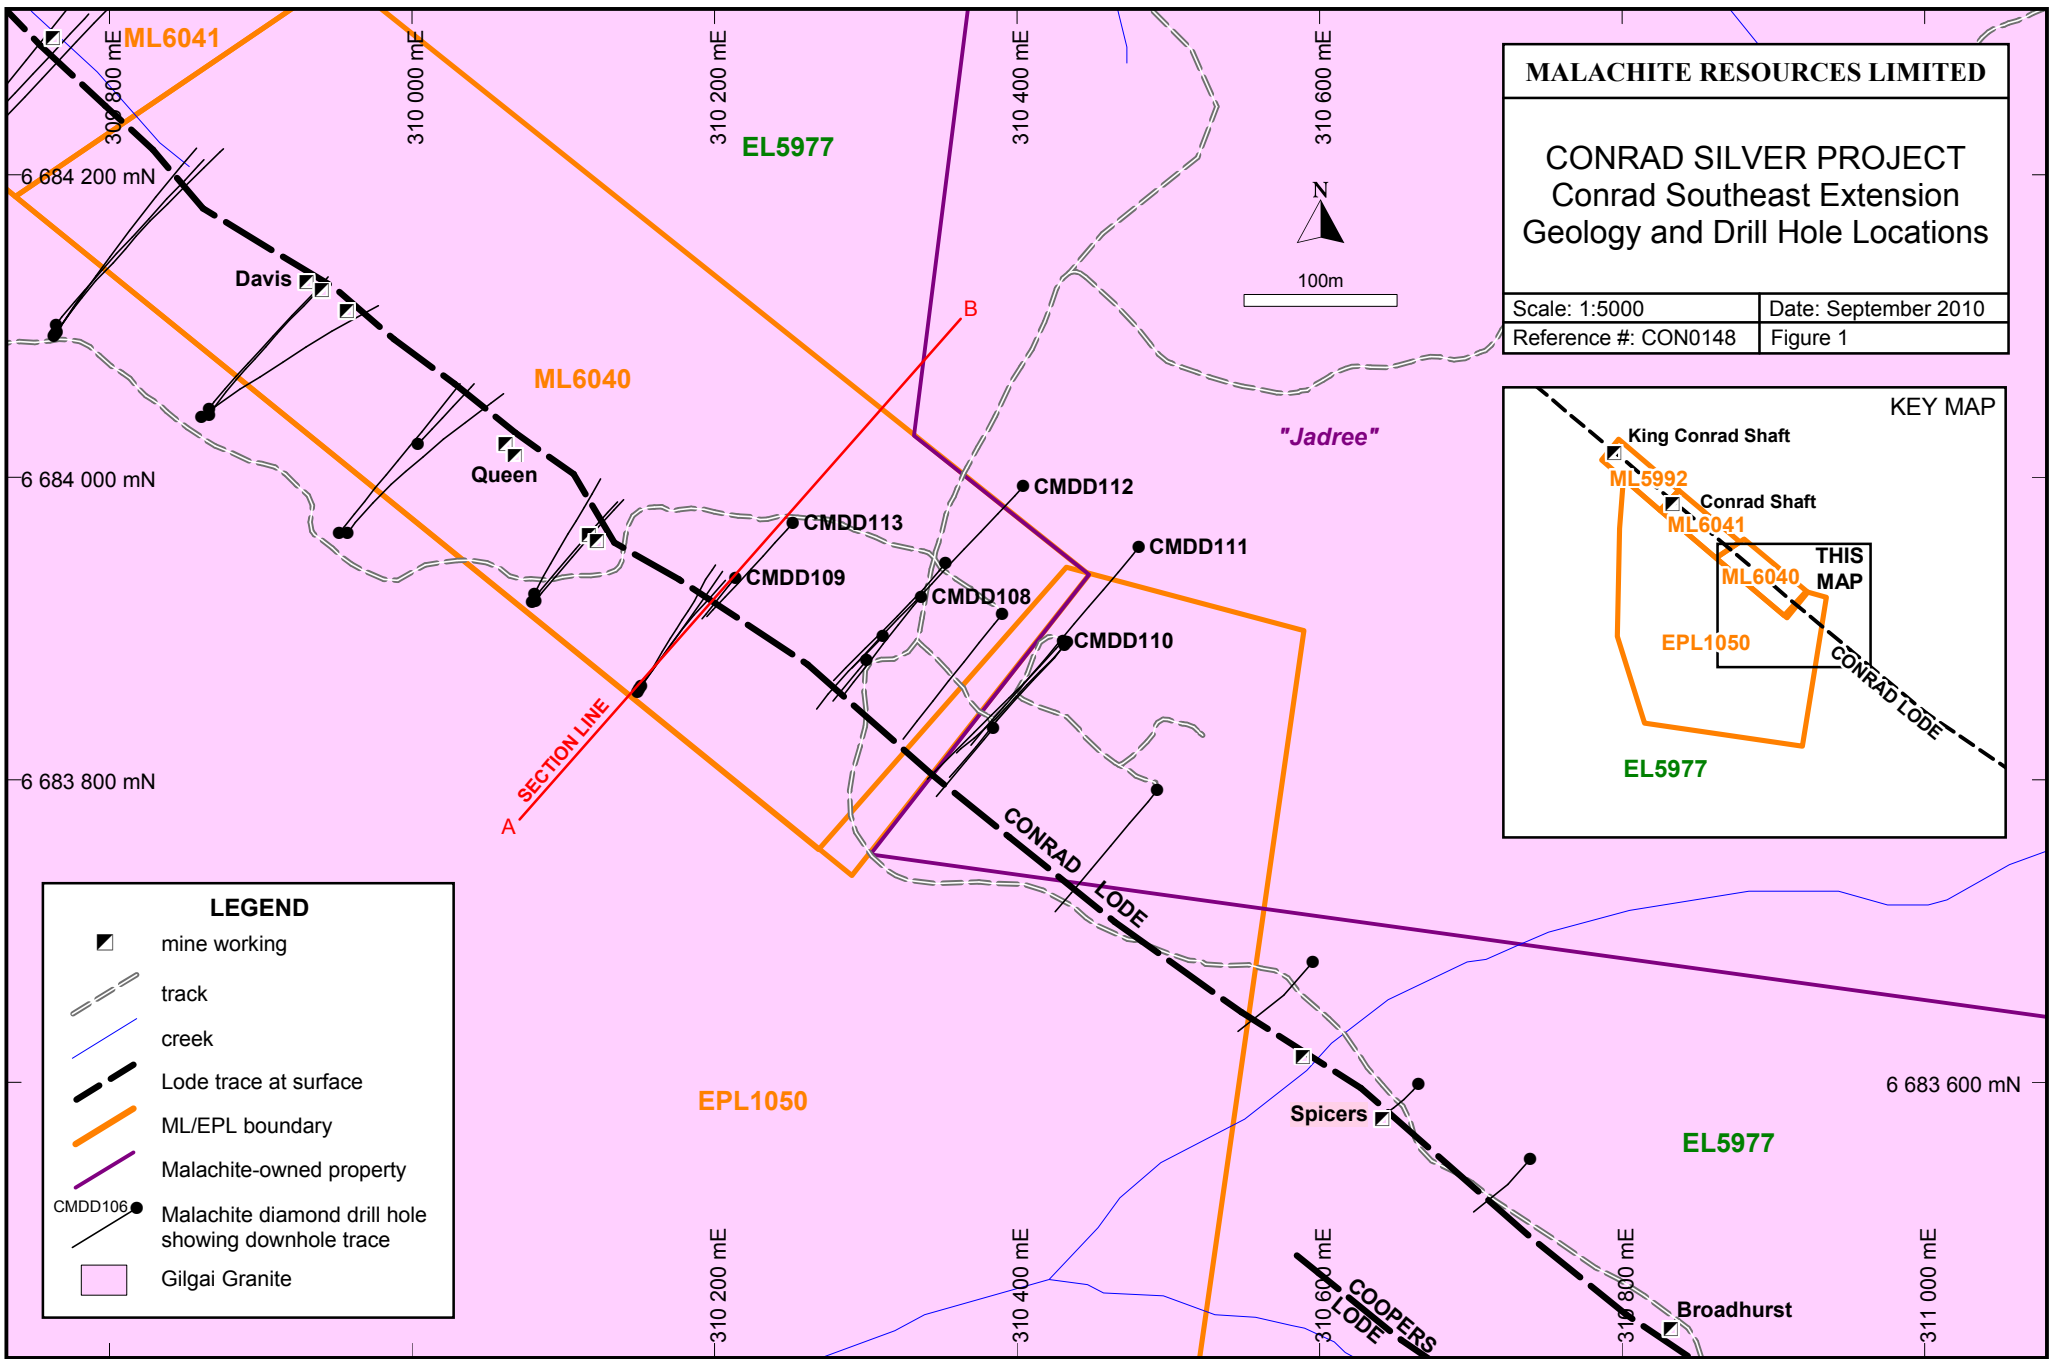 ML6041
309 800 mE
310 000 mE
310 200 mE
310 400 mE
310 600 mE
MALACHITE RESOURCES LIMITED
CONRAD SILVER PROJECT
Conrad Southeast Extension
Geology and Drill Hole Locations
Scale: 1:5000
Date: September 2010
Reference #: CON0148
Figure 1
EL5977
6 684 200 mN
N
100m
Davis
B
ML6040
"Jadree"
Queen
6 684 000 mN
CMDD112
CMDD113
CMDD111
CMDD109
CMDD108
CMDD110
SECTION LINE
A
6 683 800 mN
KEY MAP
King Conrad Shaft
ML5992
Conrad Shaft
ML6041
THIS
MAP
ML6040
EPL1050
CONRAD LODE
EL5977
CONRAD
LODE
LEGEND
mine working
track
creek
Lode trace at surface
ML/EPL boundary
Malachite-owned property
CMDD106
Malachite diamond drill hole
showing downhole trace
Gilgai Granite
EPL1050
6 683 600 mN
Spicers
EL5977
310 200 mE
310 400 mE
310 600 mE
310 800 mE
311 000 mE
COOPERS
LODE
Broadhurst